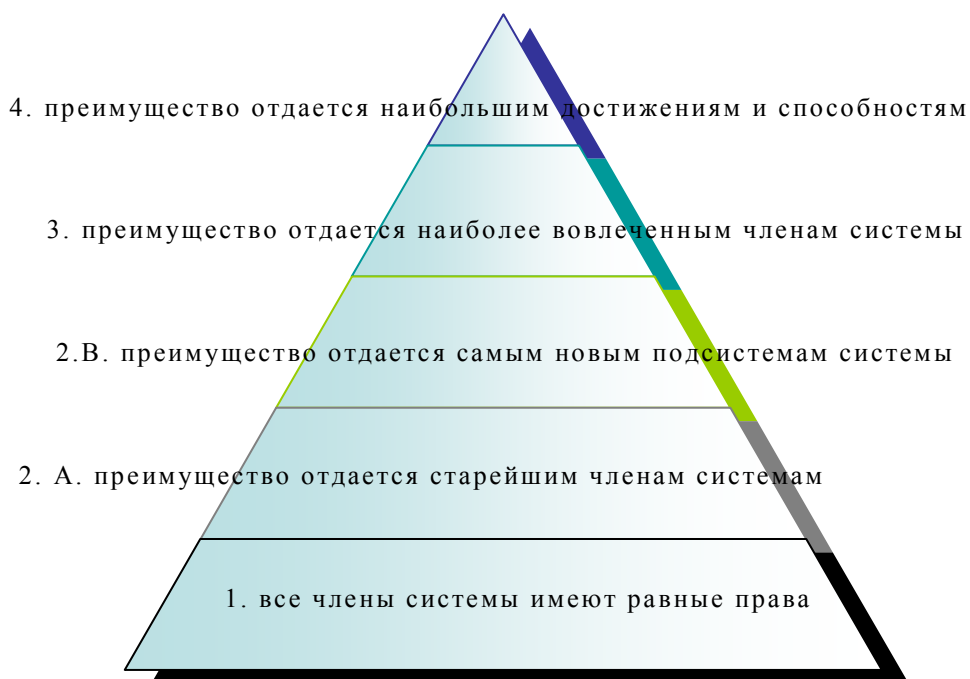 4. преимущество отдается наибольшим достижениям и способностям
3. преимущество отдается наиболее вовлеченным членам системы
2.В. преимущество отдается самым новым подсистемам системы
2. А. преимущество отдается старейшим членам системам
1. все члены системы имеют равные права